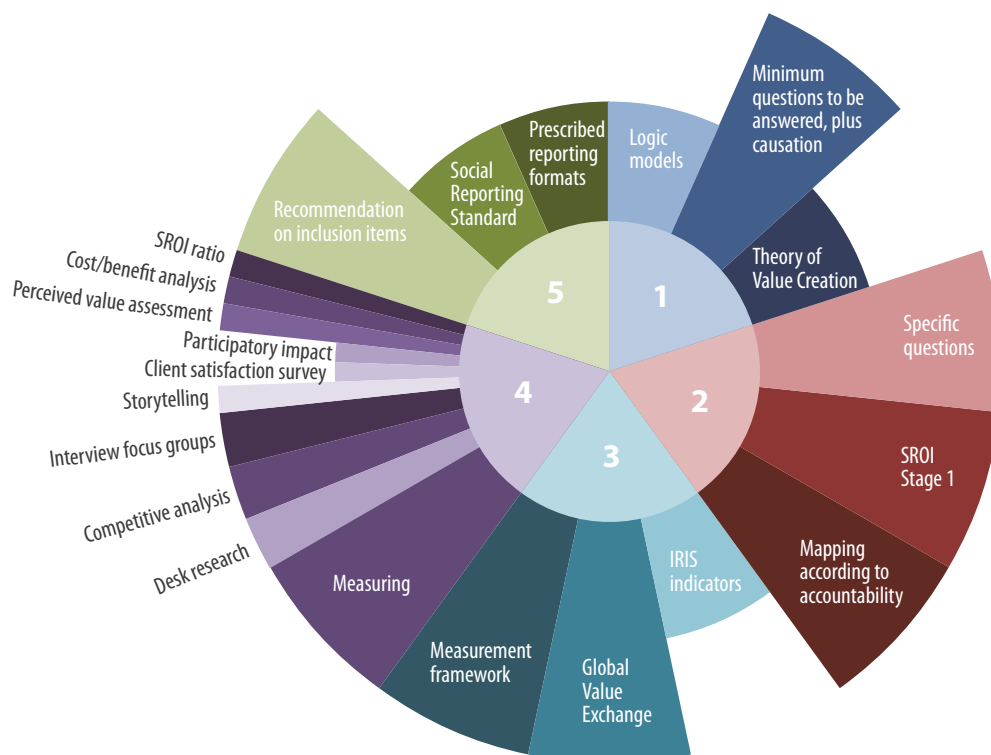 Minimum
questions to be
answered, plus
causation
Logic
models
Theory of
Value Creation
Specific
questions
SROI
Stage 1
Mapping
according to
accountability
IRIS
indicators
Global
Value
Exchange
Measurement
framework
Measuring
Desk research
Competitive analysis
Interview focus groups
Storytelling
Client satisfaction survey
Participatory impact
Perceived value assessment
Cost/benefit analysis
SROI ratio
Recommendation
on inclusion items
Social
Reporting
Standard
Prescribed
reporting
formats
1
2
3
4
5